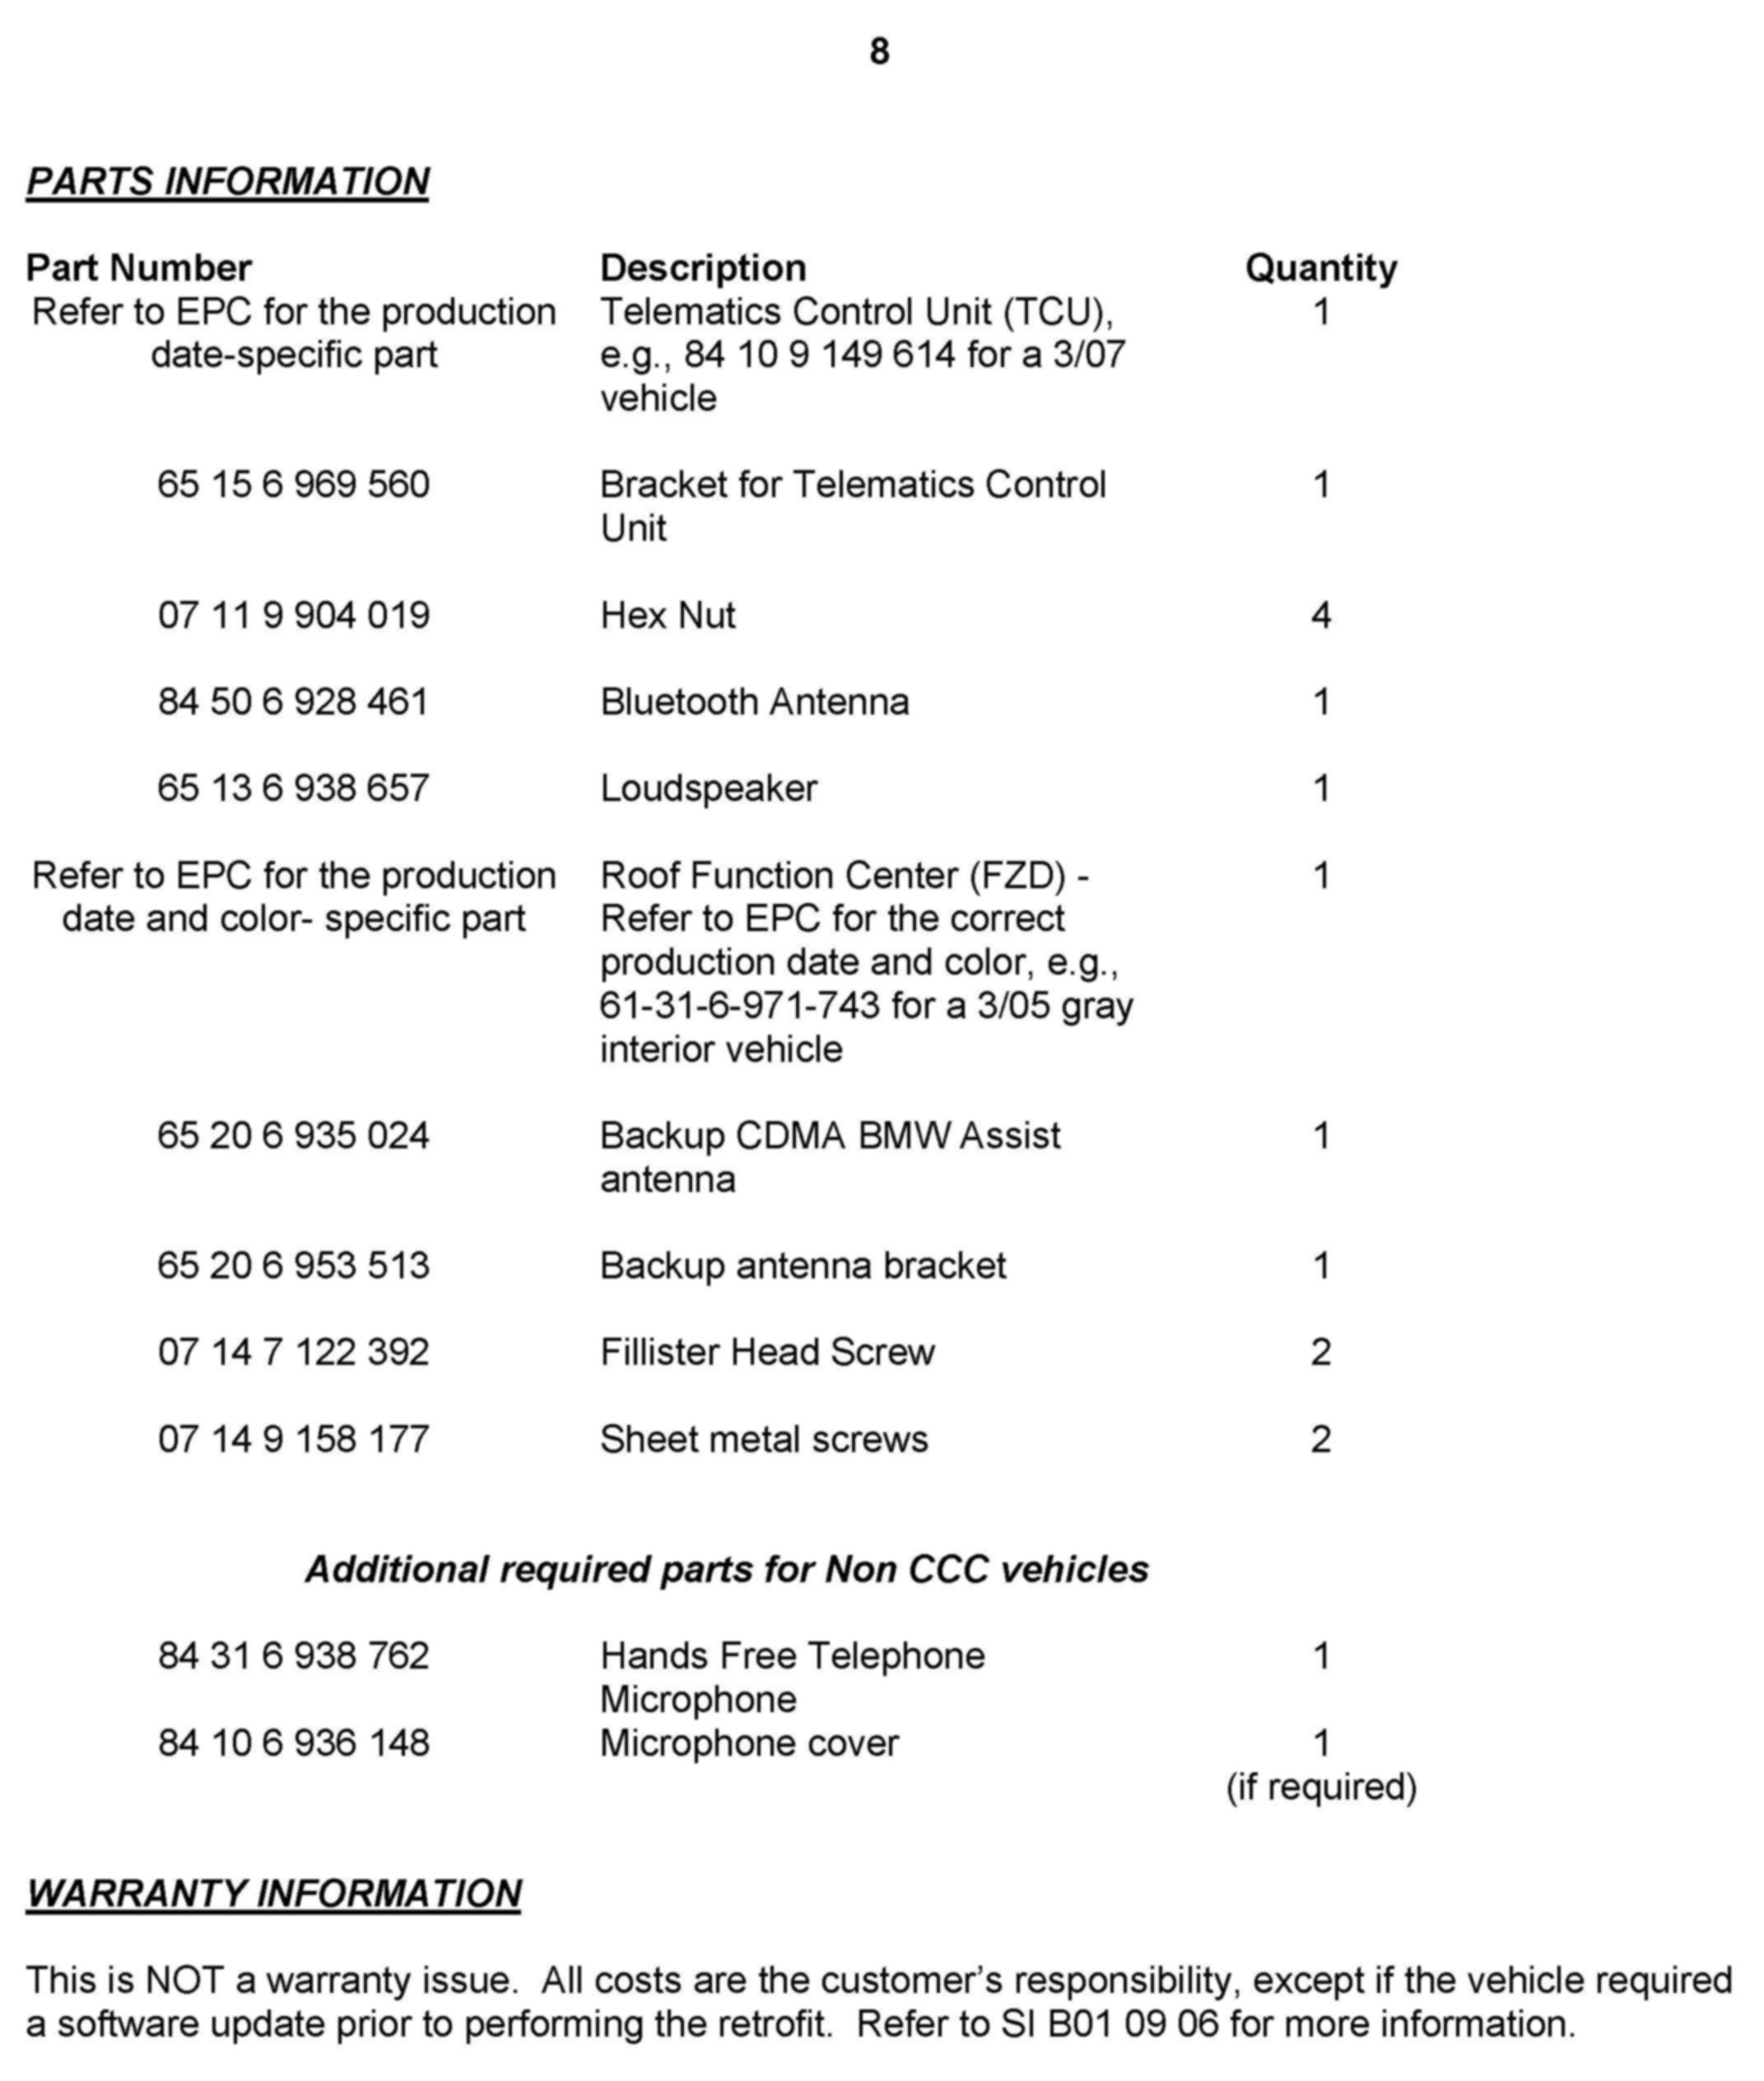 8
PARTS INFORMATION
Part Number Description Quantity
Refer to EPC for the production Telematics Control Unit (TCU), 1
date-specific part e.g., 84 10 9 149 614 for a 3/07
vehicle
65 15 6 969 560 Bracket for Telematics Control 1
Unit
07 11 9 904 019 Hex Nut 4
84 50 6 928 461 Bluetooth Antenna 1
65 13 6 938 657 Loudspeaker 1
Refer to EPC for the production Roof Function Center (FZD) - 1
date and color- specific part Refer to EPC for the correct
production date and color, e.g.,
61-31-6-971-743 for a 3/05 gray
interior vehicle
65 20 6 935 024 Backup CDMA BMW Assist 1
antenna
65 20 6 953 513 Backup antenna bracket 1
07 14 7 122 392 Fillister Head Screw 2
07 14 9 158 177 Sheet metal screws 2
Additional required parts for Non CCC vehicles
84 31 6 938 762 Hands Free Telephone 1
Microphone
84 10 6 936 148 Microphone cover 1
(if required)
WARRANTY INFORMATION
This is NOT a warranty issue. All costs are the customer’s responsibility, except if the vehicle required
a software update prior to performing the retrofit. Refer to SI B01 09 06 for more information.